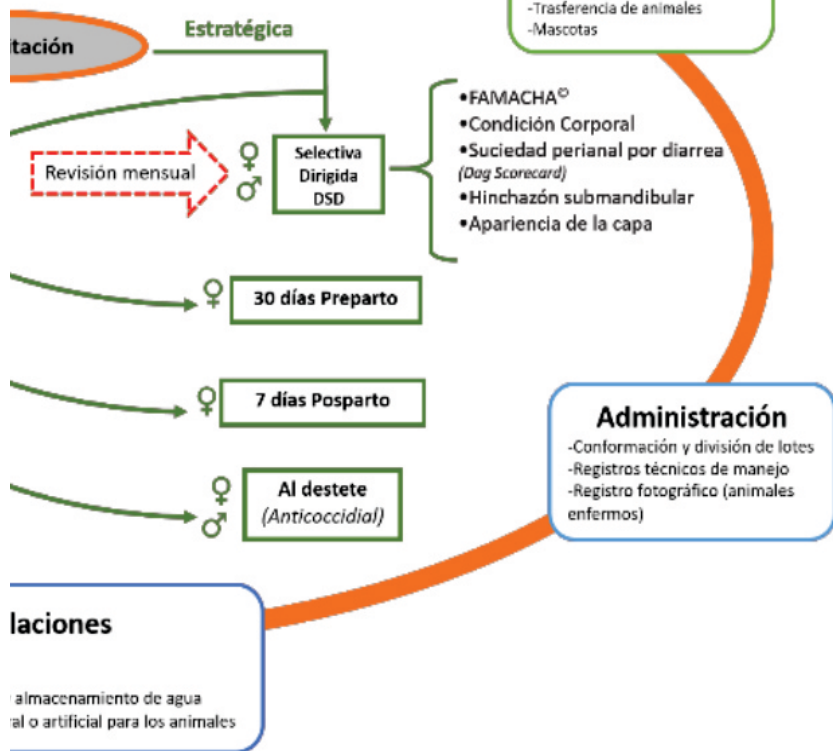 -Trasferencia de animales
-Mascotas
itación
Estratégica
•FAMACHA©
•Condición Corporal
•Suciedad perianal por diarrea
(Dag Scorecard)
•Hinchazón submandibular
•Apariencia de la capa
Revisión mensual
♀
♂
Selectiva
Dirigida
DSD
♀
30 días Preparto
♀
7 días Posparto
♀
♂
Al destete
(Anticoccidial)
Administración
-Conformación y división de lotes
-Registros técnicos de manejo
-Registro fotográfico (animales
enfermos)
laciones
almacenamiento de agua
ral o artificial para los animales